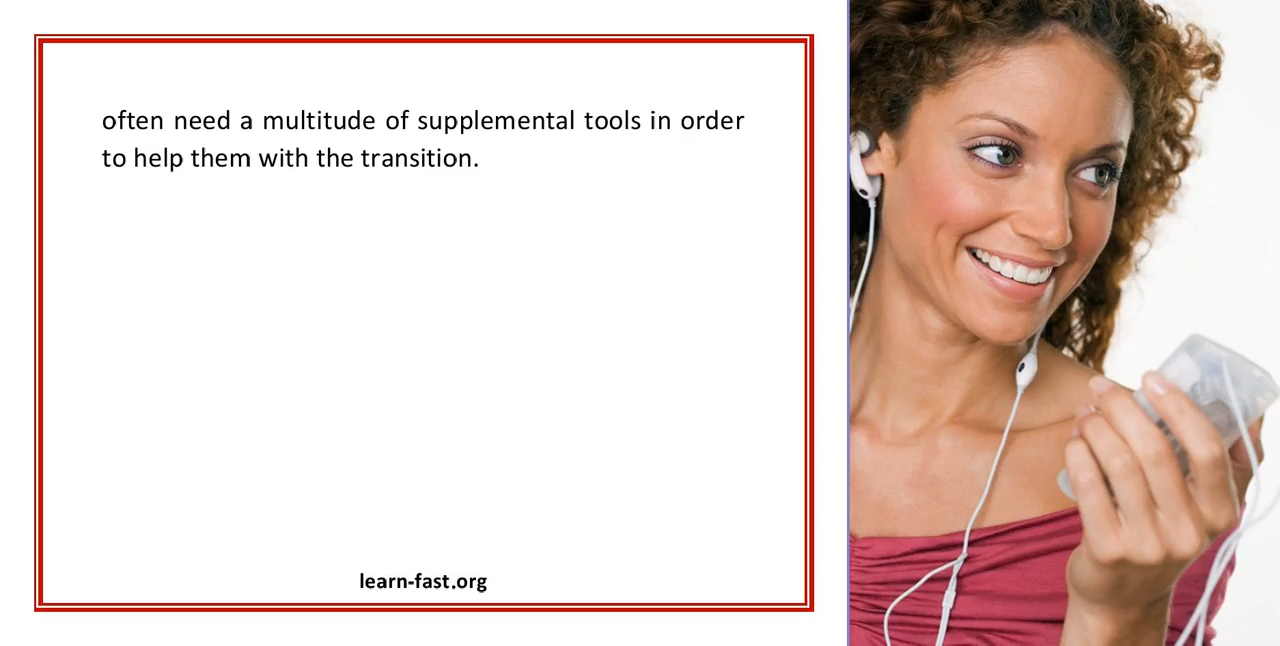 often need a multitude of supplemental tools in order
to help them with the transition.
learn-fast.org